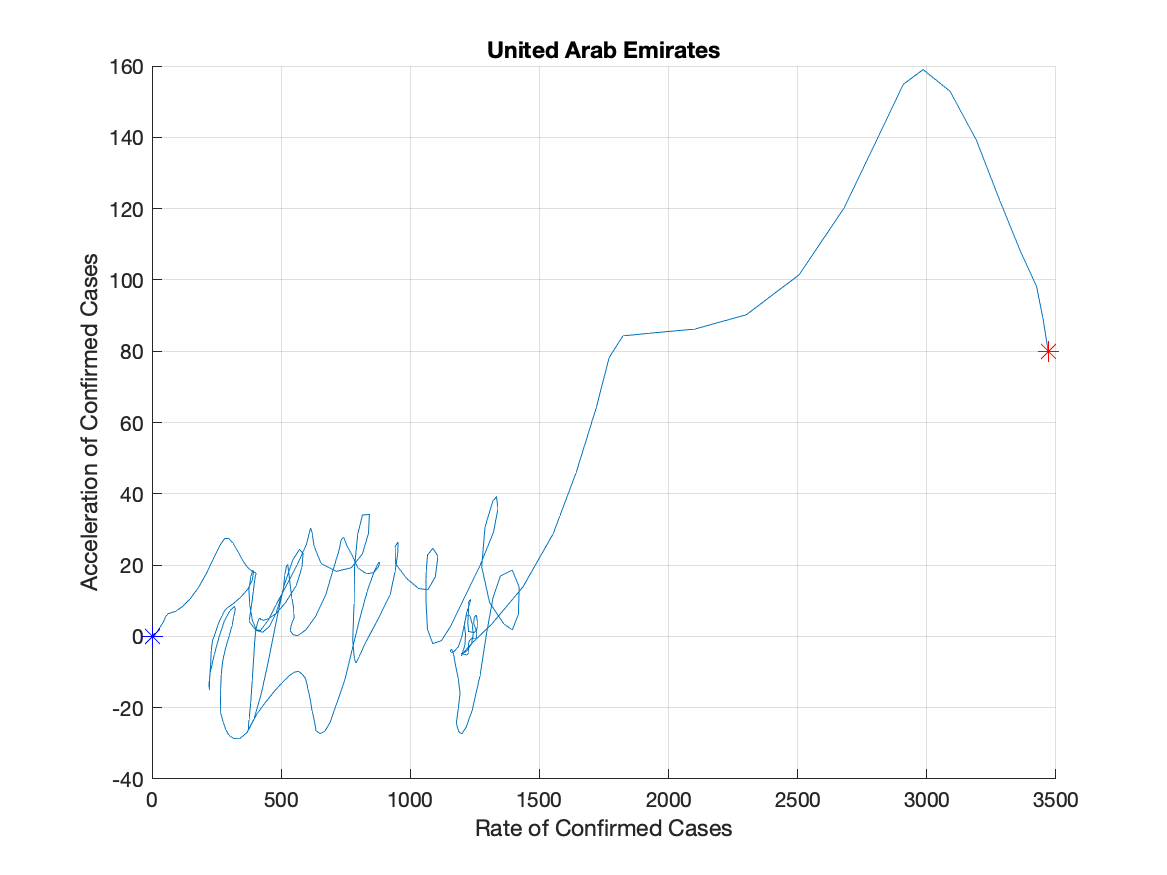 United Arab Emirates
160
140
120
100
80
60
40
20
0
-20
-40
Acceleration of Confirmed Cases
0 500 1000 1500 2000 2500 3000 3500
Rate of Confirmed Cases